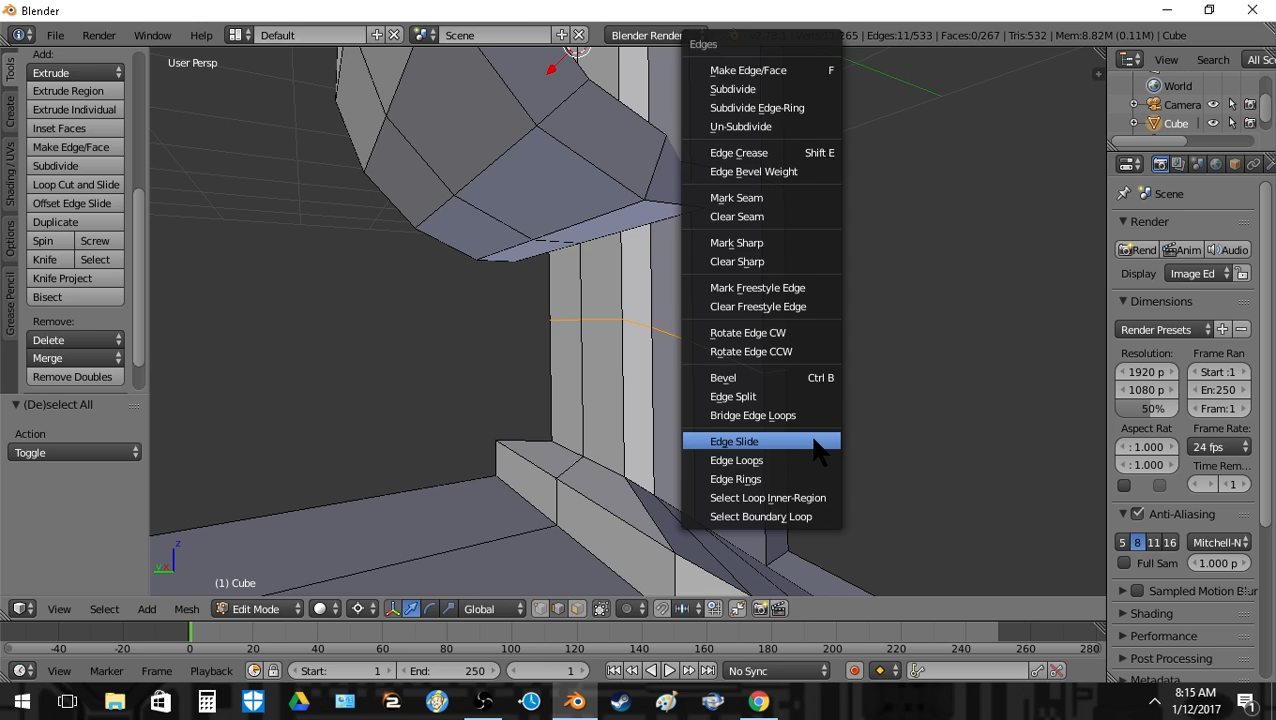 Blender
File Render Window Help Default Scene Blender Render Edges:11/533 | Faces:0/267 | Tris:532 | Mem:8.82M (0.11M) | Cube
Tools
Create
Shading / UVs
Options
Grease Pencil
Add:
Extrude
Extrude Region
Extrude Individual
Inset Faces
Make Edge/Face
Subdivide
Loop Cut and Slide
Offset Edge Slide
Duplicate
Spin Screw
Knife Select
Knife Project
Bisect
Remove:
Delete
Merge
Remove Doubles
(De)select All
Action
Toggle
User Persp
z
(1) Cube
Edges
Make Edge/Face F
Subdivide
Subdivide Edge-Ring
Un-Subdivide
Edge Crease Shift E
Edge Bevel Weight
Mark Seam
Clear Seam
Mark Sharp
Clear Sharp
Mark Freestyle Edge
Clear Freestyle Edge
Rotate Edge CW
Rotate Edge CCW
Bevel Ctrl B
Edge Split
Bridge Edge Loops
Edge Slide
Edge Loops
Edge Rings
Select Loop Inner-Region
Select Boundary Loop
View Search All Sc
World
Camera
Cube
Scene
Render
Rend Anim Audio
Display Image Ed
Dimensions
Render Presets
Resolution: Frame Ran
1920 p Start :1
1080 p En:250
50% Fram:1
Aspect Rat Frame Rate:
: 1.000 24 fps
: 1.000 Time Rem...
1
Anti-Aliasing
5 8 11 16 Mitchell-N
Full Sam 1.000 p
Sampled Motion Blur
Shading
Performance
Post Processing
Metadata
View Select Add Mesh Edit Mode Global
-40 -20 0 20 40 60 80 100 120 140 160 180 200 220 240 260 280
View Marker Frame Playback Start: 1 End: 250 1 No Sync
8:15 AM
1/12/2017
1